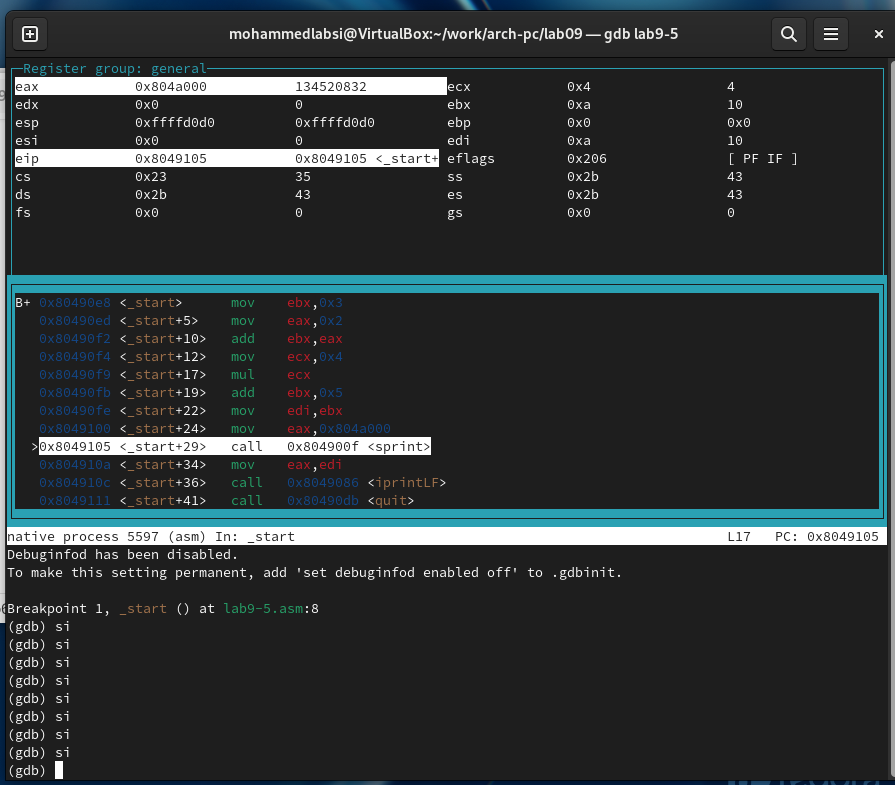 mohammedlabsi@VirtualBox:~/work/arch-pc/lab09 — gdb lab9-5
Register group: general
eax 0x804a000 134520832 ecx 0x4 4
edx 0x0 0 ebx 0xa 10
esp 0xffffd0d0 0xffffd0d0 ebp 0x0 0x0
esi 0x0 0 edi 0xa 10
eip 0x8049105 0x8049105 <_start+ eflags 0x206 [ PF IF ]
cs 0x23 35 ss 0x2b 43
ds 0x2b 43 es 0x2b 43
fs 0x0 0 gs 0x0 0
B+ 0x80490e8 <_start> mov ebx,0x3
0x80490ed <_start+5> mov eax,0x2
0x80490f2 <_start+10> add ebx,eax
0x80490f4 <_start+12> mov ecx,0x4
0x80490f9 <_start+17> mul ecx
0x80490fb <_start+19> add ebx,0x5
0x80490fe <_start+22> mov edi,ebx
0x8049100 <_start+24> mov eax,0x804a000
>0x8049105 <_start+29> call 0x804900f <sprint>
0x804910a <_start+34> mov eax,edi
0x804910c <_start+36> call 0x8049086 <iprintLF>
0x8049111 <_start+41> call 0x80490db <quit>
native process 5597 (asm) In: _start L17 PC: 0x8049105
Debuginfod has been disabled.
To make this setting permanent, add 'set debuginfod enabled off' to .gdbinit.
Breakpoint 1, _start () at lab9-5.asm:8
(gdb) si
(gdb) si
(gdb) si
(gdb) si
(gdb) si
(gdb) si
(gdb) si
(gdb) si
(gdb)